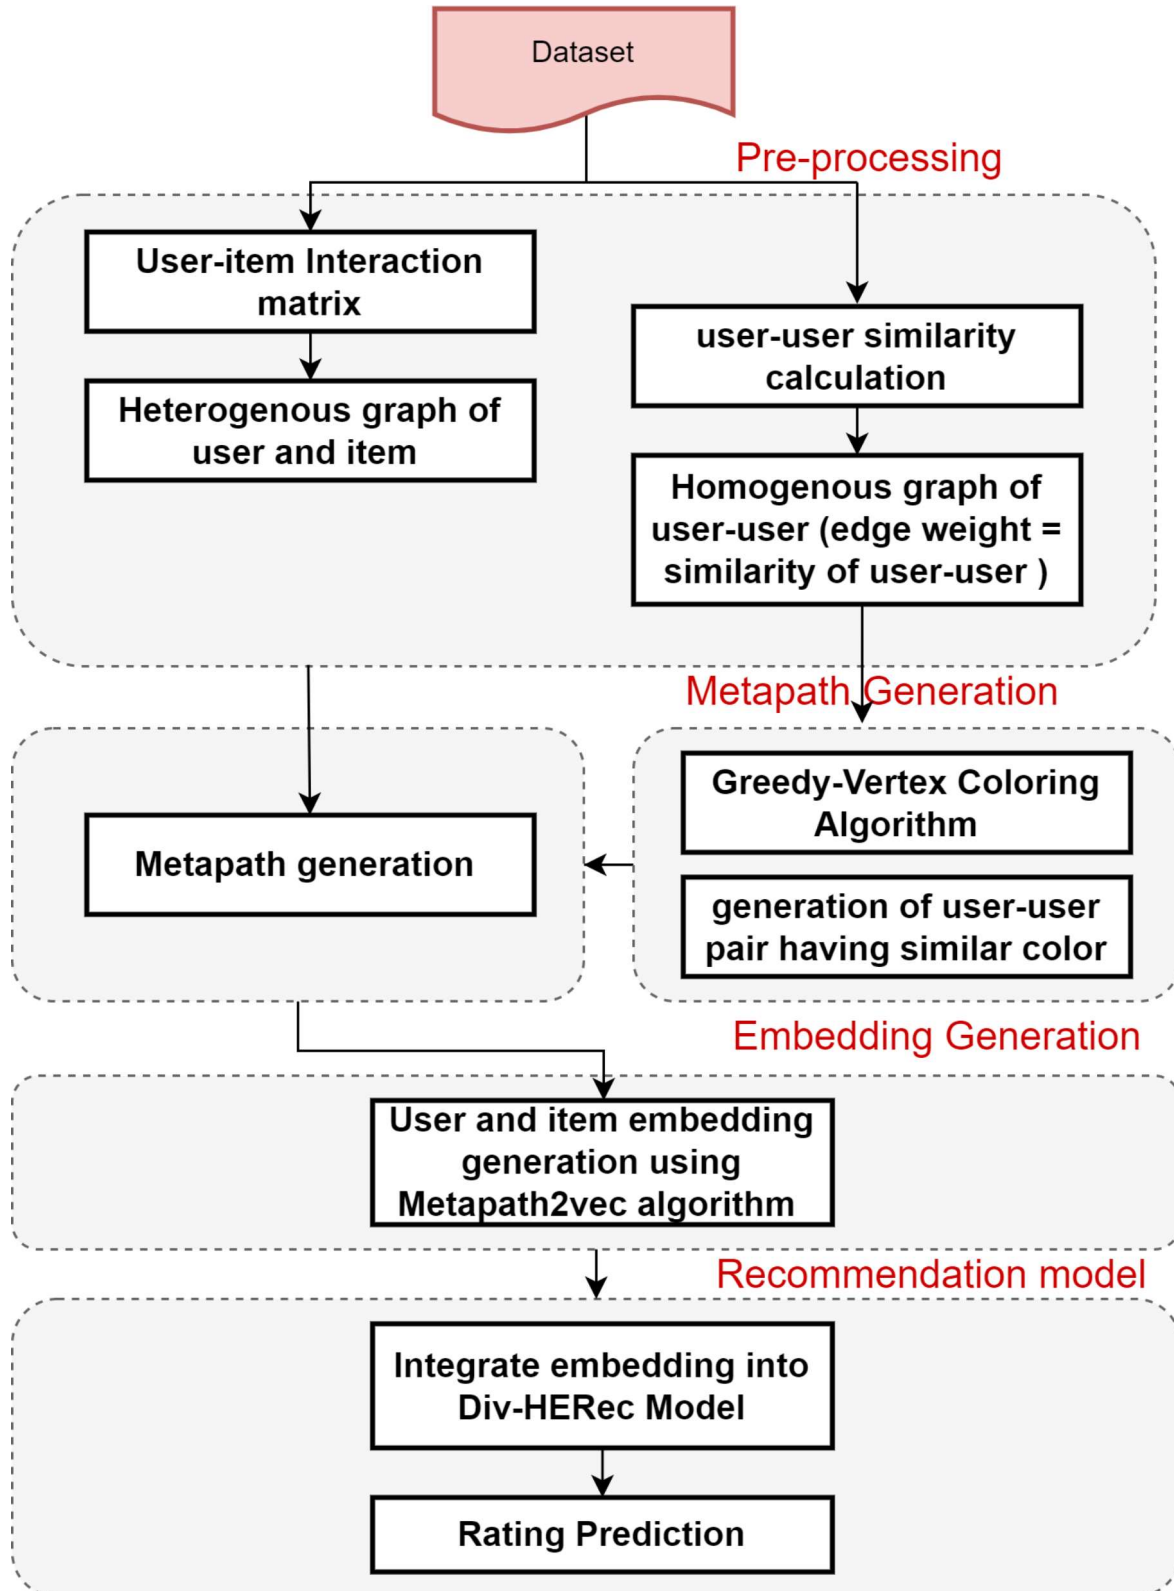 Dataset
Pre-processing
User-item Interaction
matrix
Heterogenous graph of
user and item
user-user similarity
calculation
Homogenous graph of
user-user (edge weight =
similarity of user-user )
Metapath Generation
Metapath generation
Greedy-Vertex Coloring
Algorithm
generation of user-user
pair having similar color
Embedding Generation
User and item embedding
generation using
Metapath2vec algorithm
Recommendation model
Integrate embedding into
Div-HERec Model
Rating Prediction